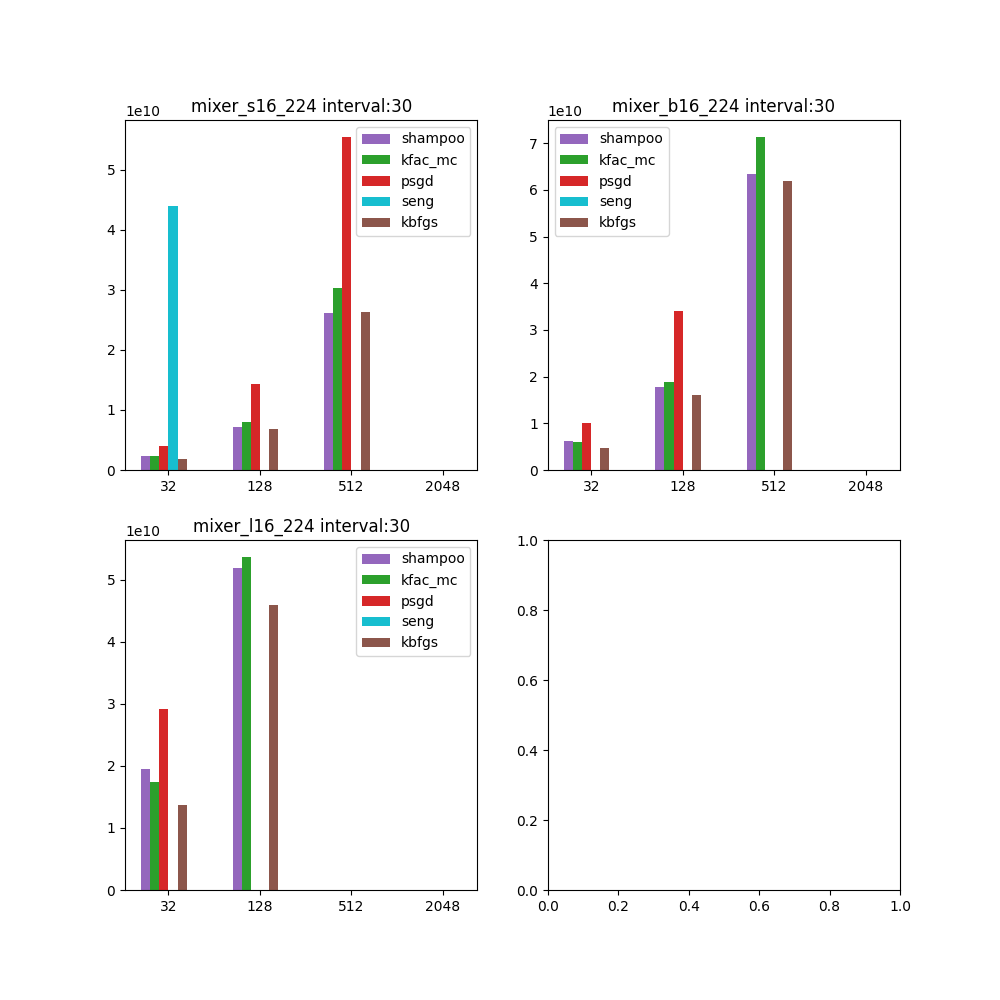 mixer_s16_224 interval:30
1e10
5
4
3
2
1
0
32 128 512 2048
shampoo
kfac_mc
psgd
seng
kbfgs
mixer_b16_224 interval:30
1e10
7
6
5
4
3
2
1
0
32 128 512 2048
shampoo
kfac_mc
psgd
seng
kbfgs
mixer_l16_224 interval:30
1e10
5
4
3
2
1
0
32 128 512 2048
shampoo
kfac_mc
psgd
seng
kbfgs
1.0
0.8
0.6
0.4
0.2
0.0
0.0 0.2 0.4 0.6 0.8 1.0